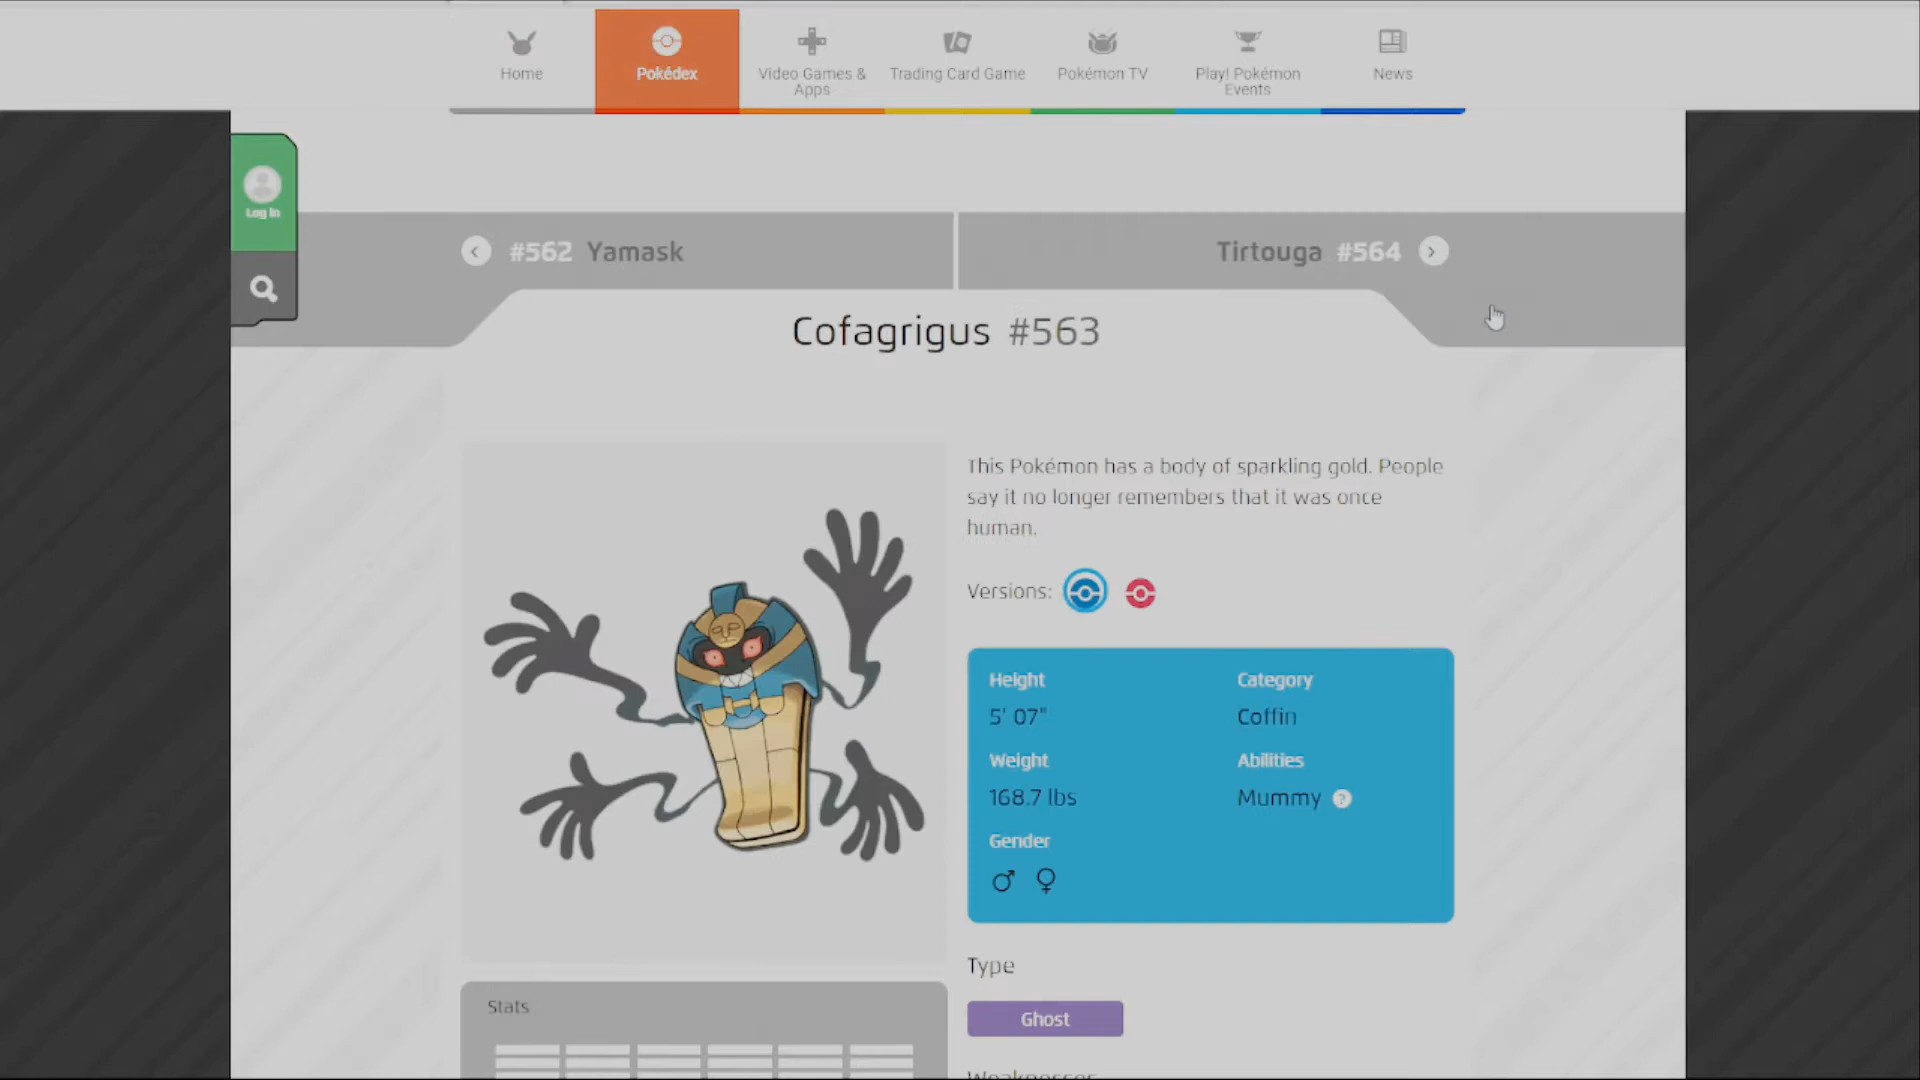 Home
Pokédex
Video Games &
Apps
Trading Card Game
Pokémon TV
Play! Pokémon
Events
News
Log in
#562 Yamask
Tirtouga #564
Cofagrigus #563
This Pokémon has a body of sparkling gold. People
say it no longer remembers that it was once
human.
Versions:
Height
5' 07"
Category
Coffin
Weight
168.7 lbs
Abilities
Mummy ?
Gender
Type
Ghost
Stats